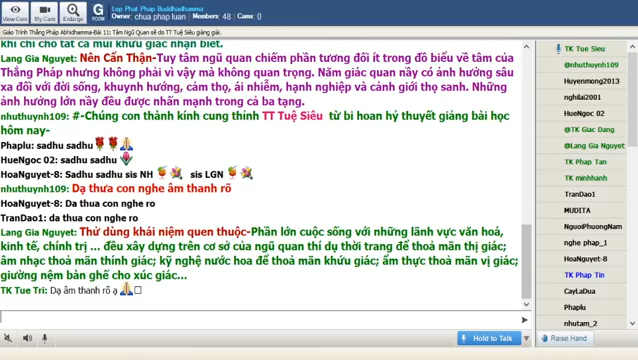 Lep Phat Phap Buddhadhamma
Owner: chua phap luan / Members: 48 / Cams: 0
View Cam
My Cam
Enlarge
G
ROOM
Giáo Trình Thắng Pháp Abhidhamma-Bài 11: Tâm Ngũ Quan sẽ do TT Tuệ Siêu giảng giải.
khí chỉ cho tất cả mùi khứu giác nhận biết.
Lang Gia Nguyet: Nên Cẩn Thận-Tuy tâm ngũ quan chiếm phần tương đối ít trong đồ biểu về tâm của
Thắng Pháp nhưng không phải vì vậy mà không quan trọng. Năm giác quan này có ảnh hưởng sâu
xa đối với đời sống, khuynh hướng, cảm thọ, ái nhiễm, hạnh nghiệp và cảnh giới thọ sanh. Những
ảnh hưởng lớn nầy đều được nhấn mạnh trong cả ba tạng.
nhuthuynh109: #-Chúng con thành kính cung thỉnh TT Tuệ Siêu từ bi hoan hỷ thuyết giảng bài học
hôm nay-
Phaplu: sadhu sadhu
HueNgoc 02: sadhu sadhu
HoaNguyet-8: Sadhu sadhu sis NH sis LGN
nhuthuynh109: Dạ thưa con nghe âm thanh rõ
HoaNguyet-8: Da thua con nghe ro
TranDao1: da thua con nghe ro
Lang Gia Nguyet: Thử dùng khái niệm quen thuộc-Phần lớn cuộc sống với những lãnh vực văn hoá,
kinh tế, chính trị ... đều xây dựng trên cơ sở của ngũ quan thí dụ thời trang để thoả mãn thị giác;
âm nhạc thoả mãn thính giác; kỹ nghệ nước hoa để thoả mãn khứu giác; ẩm thực thoả mãn vị giác;
giường nệm bàn ghế cho xúc giác...
TK Tue Tri: Dạ âm thanh rõ ạ
TK Tue Sieu
@nhuthuynh109
Huyenmong2013
nghilai2001
HueNgoc 02
@TK Giac Dang
@Lang Gia Nguyet
TK Phap Tan
TK minhhanh
TranDao1
MUDITA
NguoiPhuongNam
nghe phap_1
HoaNguyet-8
TK Phap Tin
CayLaDua
Phaplu
nhutam_2
Hold to Talk
Raise Hand